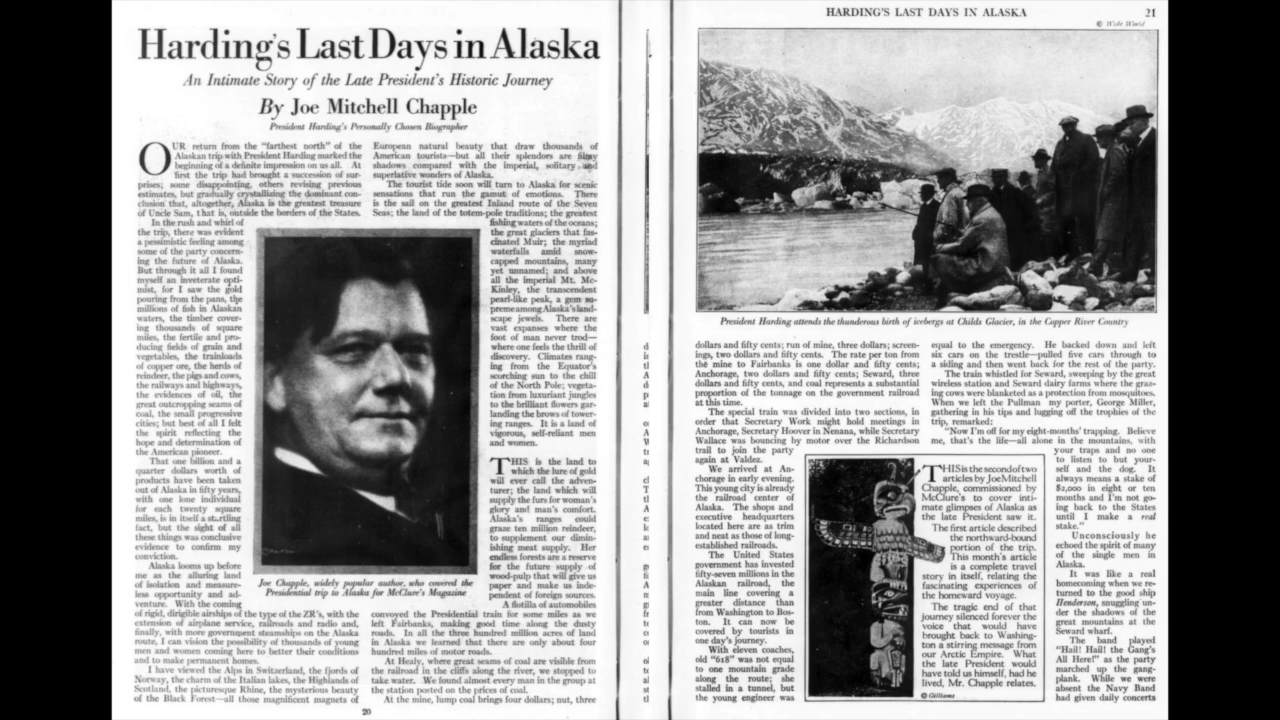 Harding's Last Days in Alaska
An Intimate Story of the Late President's Historic Journey
By Joe Mitchell Chapple
President Harding's Personally Chosen Biographer
OUR return from the "farthest north" of the
Alaskan trip with President Harding marked the
beginning of a definite impression on us all. At
first the trip had brought a succession of sur-
prises; some disappointing, others revising previous
estimates, but gradually crystallizing the dominant con-
clusion that, altogether, Alaska is the greatest treasure
of Uncle Sam, that is, outside the borders of the States.
In the rush and whirl of
the trip, there was evident
a pessimistic feeling among
some of the party concern-
ing the future of Alaska.
But through it all I found
myself an inveterate opti-
mist, for I saw the gold
pouring from the pans, the
millions of fish in Alaskan
waters, the timber cover-
ing thousands of square
miles, the fertile and pro-
ducing fields of grain and
vegetables, the trainloads
of copper ore, the herds of
reindeer, the pigs and cows,
the railways and highways,
the evidences of oil, the
great outcropping seams of
coal, the small progressive
cities; but best of all I felt
the spirit reflecting the
hope and determination of
the American pioneer.
That one billion and a
quarter dollars worth of
products have been taken
out of Alaska in fifty years,
with one lone individual
for each twenty square
miles, is in itself a startling
fact, but the sight of all
these things was conclusive
evidence to confirm my
conviction.
Alaska looms up before
me as the alluring land
of isolation and measure-
less opportunity and ad-
venture. With the coming
of rigid, dirigible airships of the type of the ZR's, with the
extension of airplane service, railroads and radio and,
finally, with more government steamships on the Alaska
route, I can vision the possibility of thousands of young
men and women coming here to better their conditions
and to make permanent homes.
I have viewed the Alps in Switzerland, the fjords of
Norway, the charm of the Italian lakes, the Highlands of
Scotland, the picturesque Rhine, the mysterious beauty
of the Black Forest—all those magnificent magnets of
European natural beauty that draw thousands of
American tourists—but all their splendors are filmy
shadows compared with the imperial, solitary and
superlative wonders of Alaska.
The tourist tide soon will turn to Alaska for scenic
sensations that run the gamut of emotions. There
is the sail on the greatest Inland route of the Seven
Seas; the land of the totem-pole traditions; the greatest
fishing waters of the oceans;
the great glaciers that fas-
cinated Muir; the myriad
waterfalls amid snow-
capped mountains, many
yet unnamed; and above
all the imperial Mt. Mc-
Kinley, the transcendent
pearl-like peak, a gem su-
preme among Alaska's land-
scape jewels. There are
vast expanses where the
foot of man never trod—
where one feels the thrill of
discovery. Climates rang-
ing from the Equator's
scorching sun to the chill
of the North Pole; vegeta-
tion from luxuriant jungles
to the brilliant flowers gar-
landing the brows of tower-
ing ranges. It is a land of
vigorous, self-reliant men
and women.
THIS is the land to
which the lure of gold
will ever call the adven-
turer; the land which will
supply the furs for woman's
glory and man's comfort.
Alaska's ranges could
graze ten million reindeer,
to supplement our dimin-
ishing meat supply. Her
endless forests are a reserve
for the future supply of
wood-pulp that will give us
paper and make us inde-
pendent of foreign sources.
A flotilla of automobiles
convoyed the Presidential train for some miles as we
left Fairbanks, making good time along the dusty
roads. In all the three hundred million acres of land
in Alaska we learned that there are only about four
hundred miles of motor roads.
At Healy, where great seams of coal are visible from
the railroad in the cliffs along the river, we stopped to
take water. We found almost every man in the group at
the station posted on the prices of coal.
At the mine, lump coal brings four dollars; nut, three
Joe Chapple, widely popular author, who covered the
Presidential trip to Alaska for McClure's Magazine
20
HARDING'S LAST DAYS IN ALASKA 21
© Wide World
President Harding attends the thunderous birth of icebergs at Childs Glacier, in the Copper River Country
dollars and fifty cents; run of mine, three dollars; screen-
ings, two dollars and fifty cents. The rate per ton from
the mine to Fairbanks is one dollar and fifty cents;
Anchorage, two dollars and fifty cents; Seward, three
dollars and fifty cents, and coal represents a substantial
proportion of the tonnage on the government railroad
at this time.
The special train was divided into two sections, in
order that Secretary Work might hold meetings in
Anchorage, Secretary Hoover in Nenana, while Secretary
Wallace was bouncing by motor over the Richardson
trail to join the party
again at Valdez.
We arrived at An-
chorage in early evening.
This young city is already
the railroad center of
Alaska. The shops and
executive headquarters
located here are as trim
and neat as those of long-
established railroads.
The United States
government has invested
fifty-seven millions in the
Alaskan railroad, the
main line covering a
greater distance than
from Washington to Bos-
ton. It can now be
covered by tourists in
one day's journey.
With eleven coaches,
old "618" was not equal
to one mountain grade
along the route; she
stalled in a tunnel, but
the young engineer was
equal to the emergency. He backed down and left
six cars on the trestle—pulled five cars through to
a siding and then went back for the rest of the party.
The train whistled for Seward, sweeping by the great
wireless station and Seward dairy farms where the graz-
ing cows were blanketed as a protection from mosquitoes.
When we left the Pullman my porter, George Miller,
gathering in his tips and lugging off the trophies of the
trip, remarked:
"Now I'm off for my eight-months' trapping. Believe
me, that's the life—all alone in the mountains, with
your traps and no one
to listen to but your-
self and the dog. It
always means a stake of
$2,000 in eight or ten
months and I'm not go-
ing back to the States
until I make a real
stake."
Unconsciously he
echoed the spirit of many
of the single men in
Alaska.
It was like a real
homecoming when we re-
turned to the good ship
Henderson, snuggling un-
der the shadows of the
great mountains at the
Seward wharf.
The band played
"Hail! Hail! the Gang's
All Here!" as the party
marched up the gang-
plank. While we were
absent the Navy Band
had given daily concerts
THIS is the second of two
articles by Joe Mitchell
Chapple, commissioned by
McClure's to cover inti-
mate glimpses of Alaska as
the late President saw it.
The first article described
the northward-bound
portion of the trip.
This month's article
is a complete travel
story in itself, relating the
fascinating experiences of
the homeward voyage.
The tragic end of that
journey silenced forever the
voice that would have
brought back to Washing-
ton a stirring message from
our Arctic Empire. What
the late President would
have told us himself, had he
lived, Mr. Chapple relates.
© Gilliams